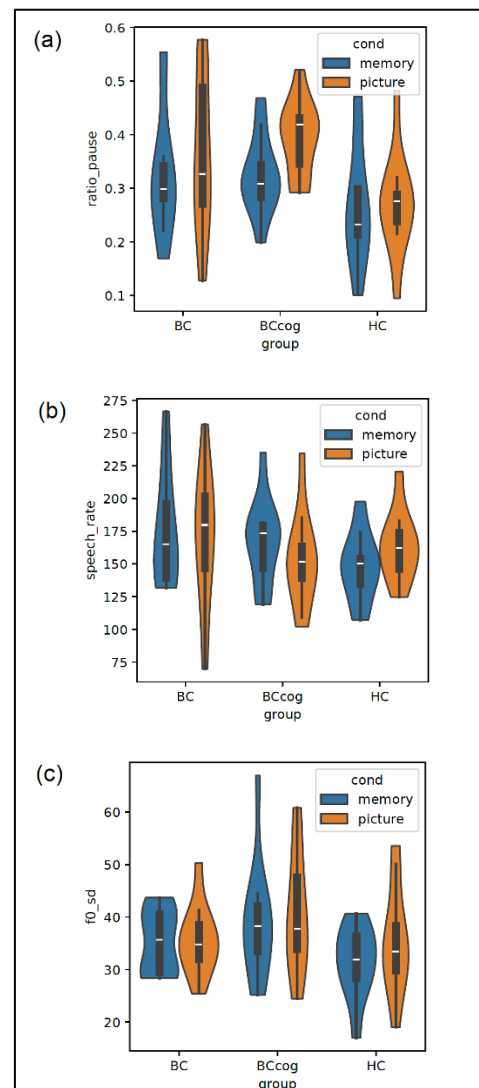 (a)
0.6
0.5
0.4
0.3
0.2
0.1
ratio_pause
cond
memory
picture
BC BCcog HC
group
(b)
275
250
225
200
175
150
125
100
75
speech_rate
cond
memory
picture
BC BCcog HC
group
(c)
60
50
40
30
20
f0_sd
cond
memory
picture
BC BCcog HC
group